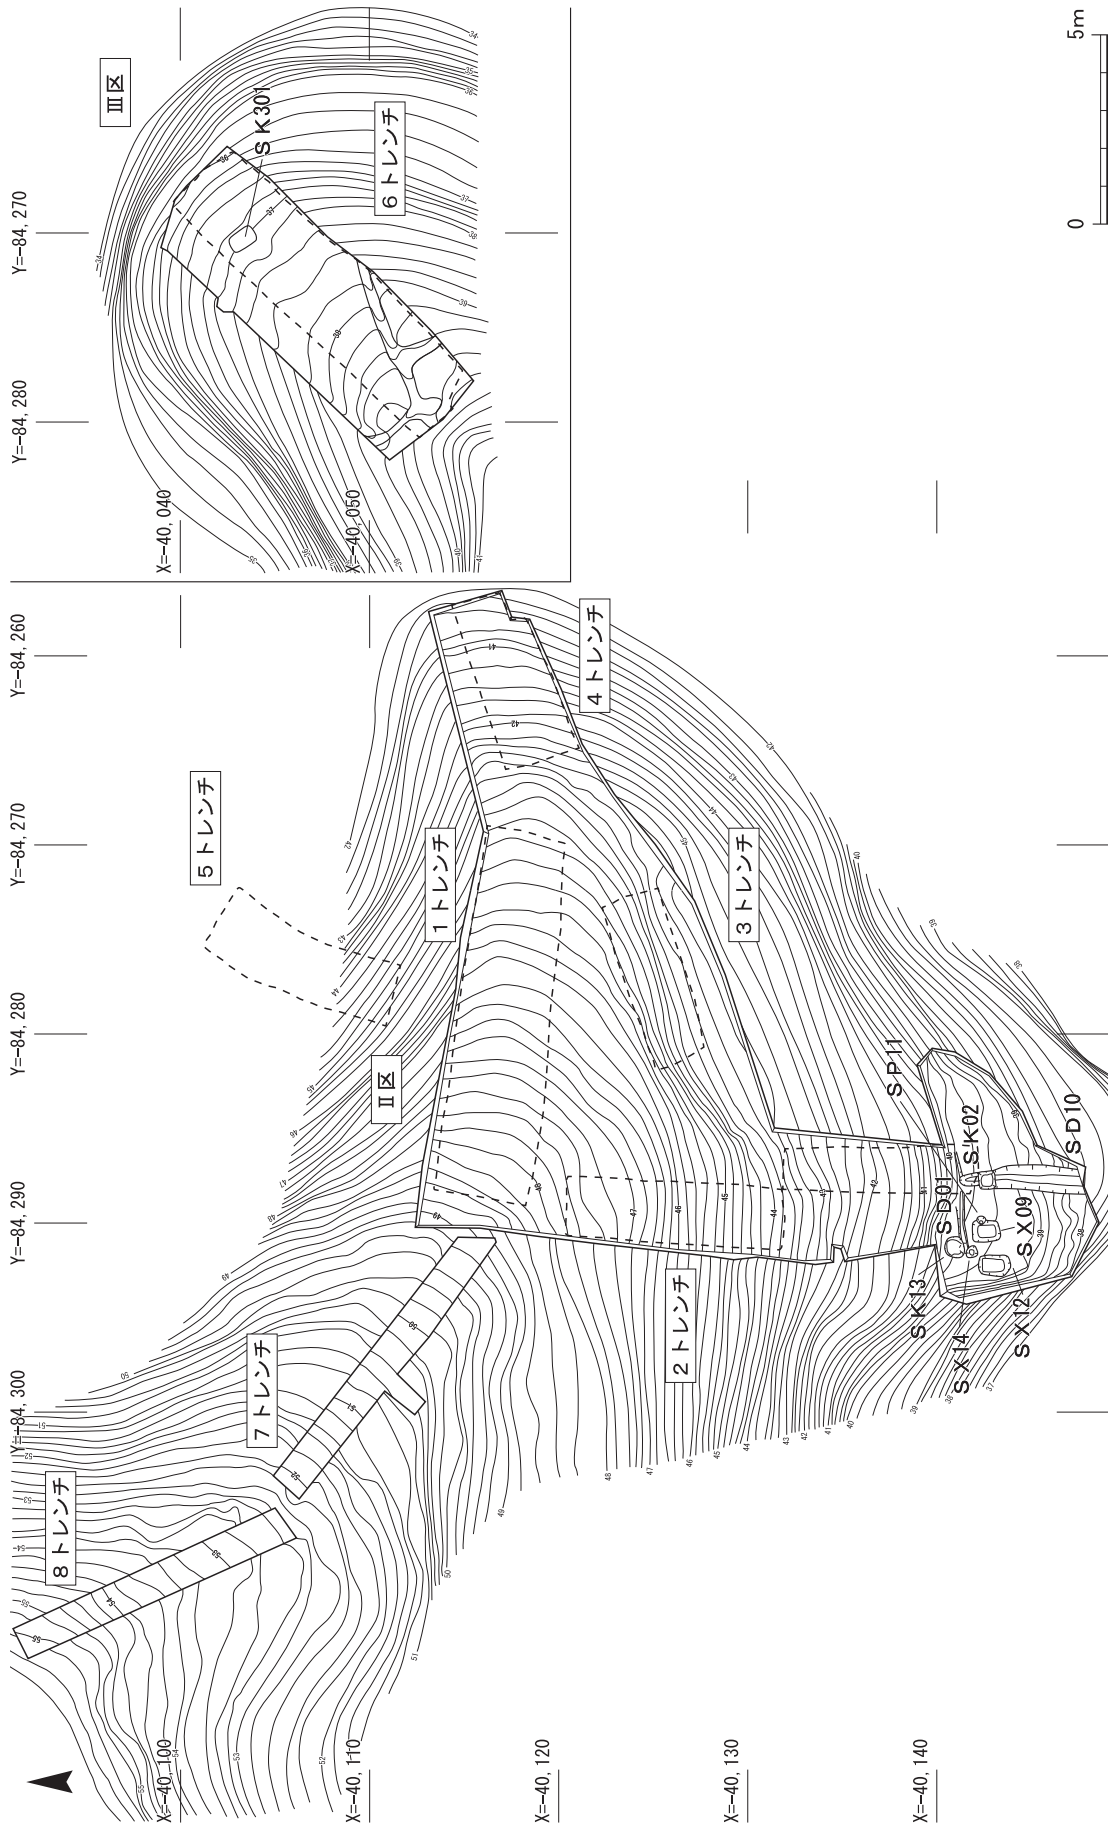 Y=-84,300
Y=-84,290
Y=-84,280
Y=-84,270
Y=-84,260
Y=-84,280
Y=-84,270
X=-40,100
X=-40,110
X=-40,120
X=-40,130
X=-40,140
X=-40,040
X=-40,050
8トレンチ
7トレンチ
5トレンチ
Ⅱ区
1トレンチ
2トレンチ
3トレンチ
4トレンチ
SK13
SX14
SX12
SD01
SX09
SK02
SP11
SD10
Ⅲ区
SK301
6トレンチ
0
5m